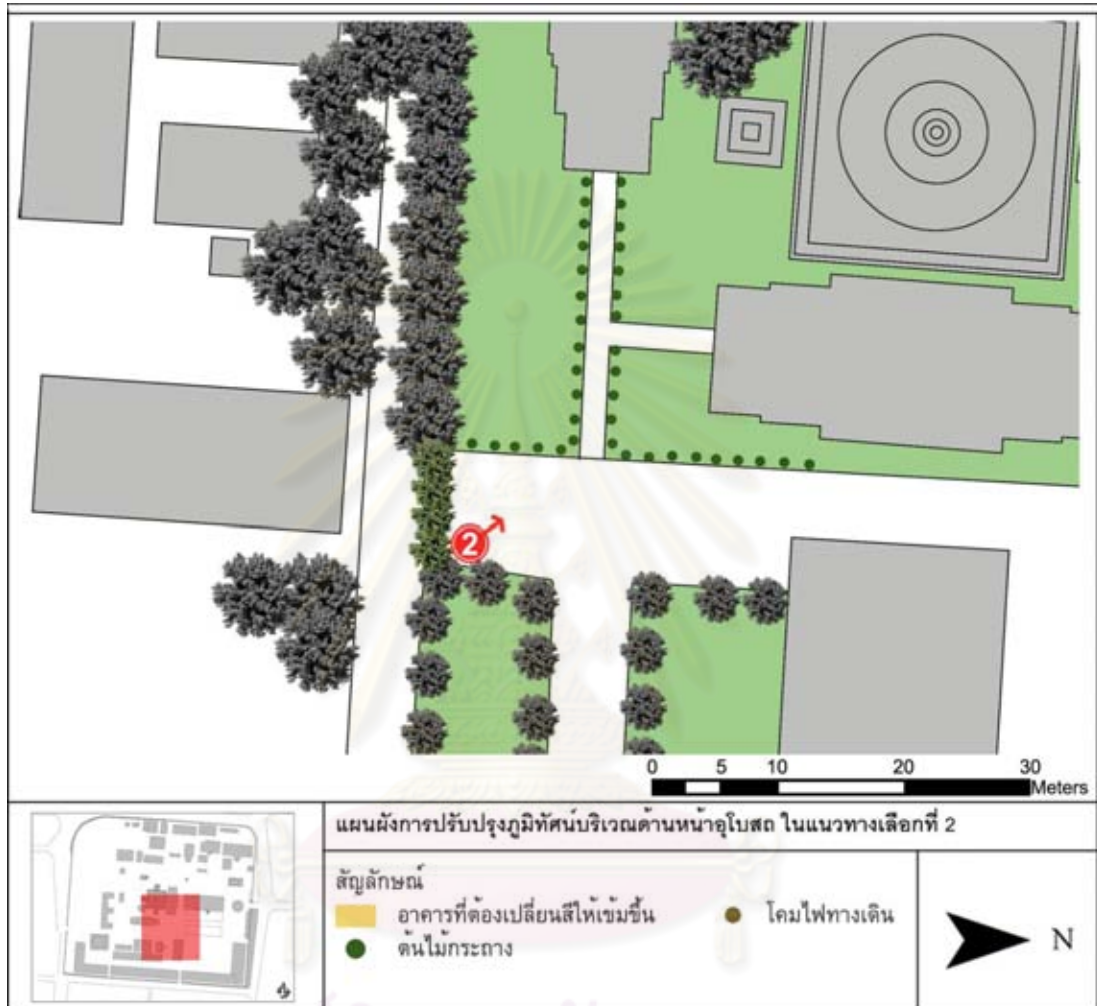 2
0 5 10 20 30
Meters
แผนผังการปรับปรุงภูมิทัศน์บริเวณด้านหน้าอุโบสถ ในแนวทางเลือกที่ 2
สัญลักษณ์
อาคารที่ต้องเปลี่ยนสีให้เข้มขึ้น
โคมไฟทางเดิน
ต้นไม้กระถาง
N